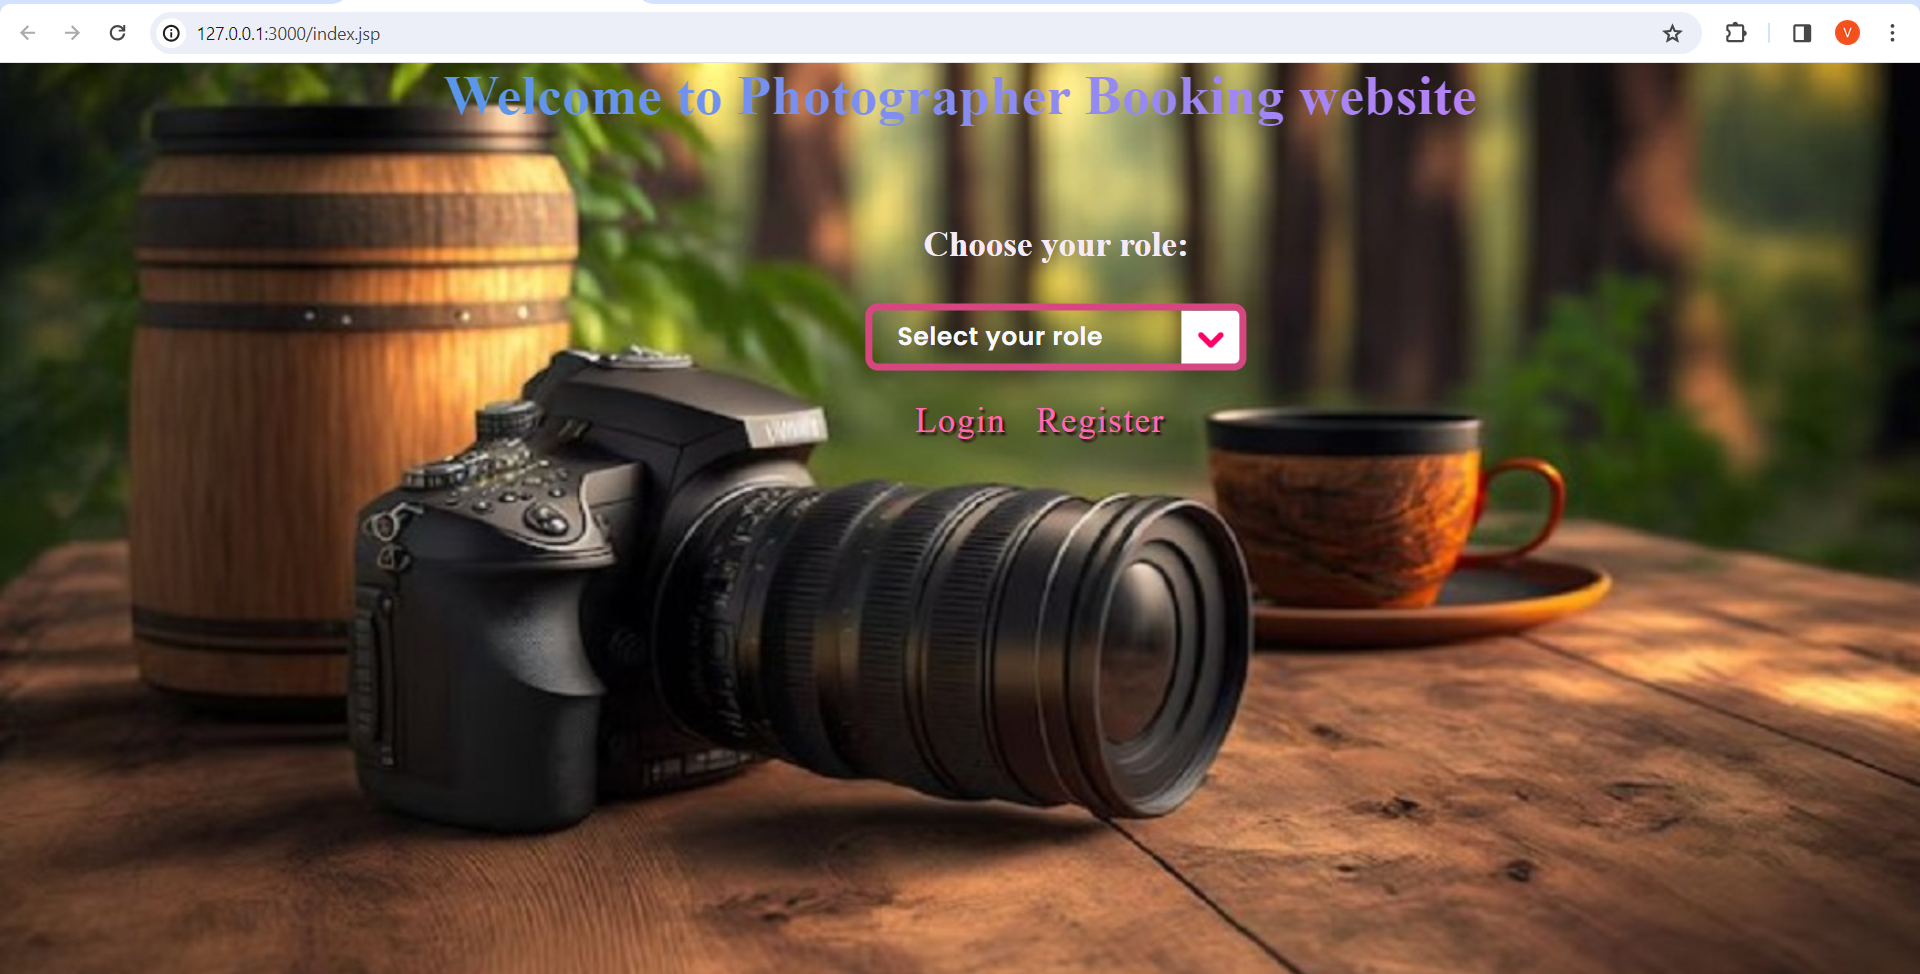 127.0.0.1:3000/index.jsp
V
Welcome to Photographer Booking website
Choose your role:
Select your role
Login Register